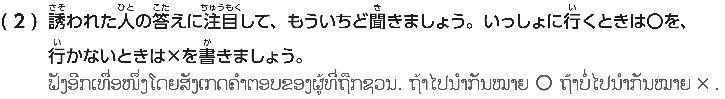 (2) 誘われた人の答えに注目して、もういちど聞きましょう。いっしょに行くときは〇を、
行かないときは×を書きましょう。
ຟັງອີກເທື່ອໜຶ່ງໂດຍສັງເກດຄຳຕອບຂອງຜູ້ທີ່ຖືກຊວນ. ຖ້າໄປນຳກັນໝາຍ 〇 ຖ້າບໍ່ໄປນຳກັນໝາຍ ×.